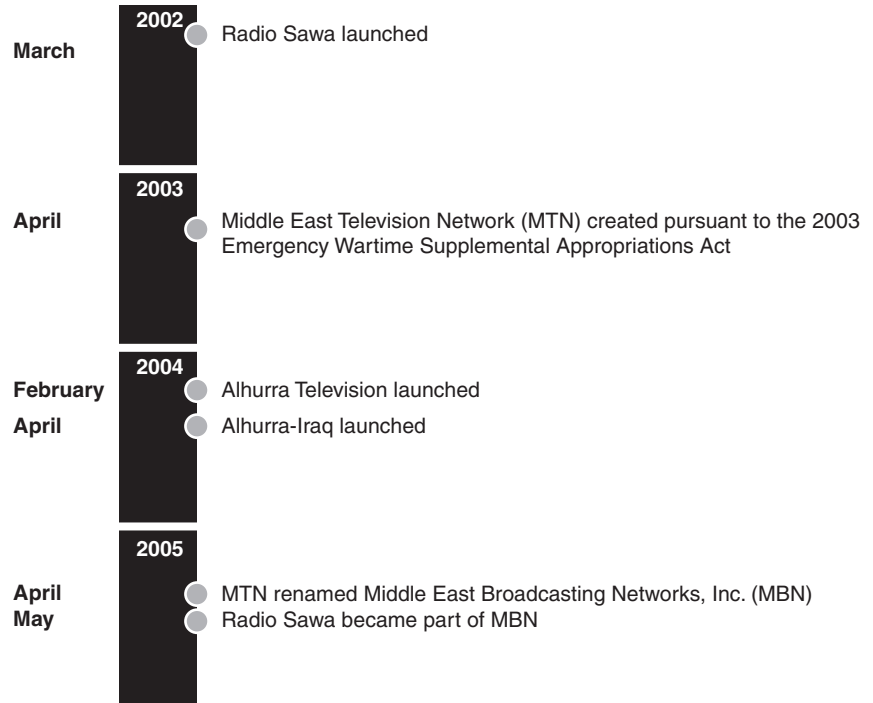 2002
March
Radio Sawa launched
2003
April
Middle East Television Network (MTN) created pursuant to the 2003
Emergency Wartime Supplemental Appropriations Act
2004
February
Alhurra Television launched
April
Alhurra-Iraq launched
2005
April
MTN renamed Middle East Broadcasting Networks, Inc. (MBN)
May
Radio Sawa became part of MBN